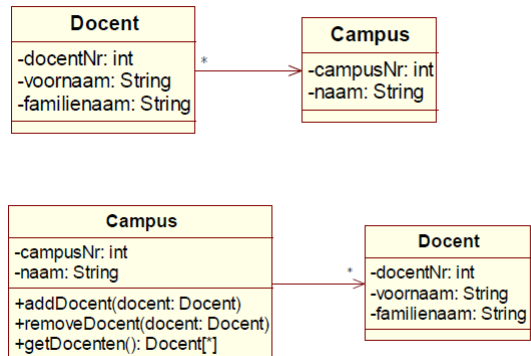 Docent
-docentNr: int
-voornaam: String
-familienaam: String
*
Campus
-campusNr: int
-naam: String
Campus
-campusNr: int
-naam: String
+addDocent(docent: Docent)
+removeDocent(docent: Docent)
+getDocenten(): Docent[*]
*
Docent
-docentNr: int
-voornaam: String
-familienaam: String